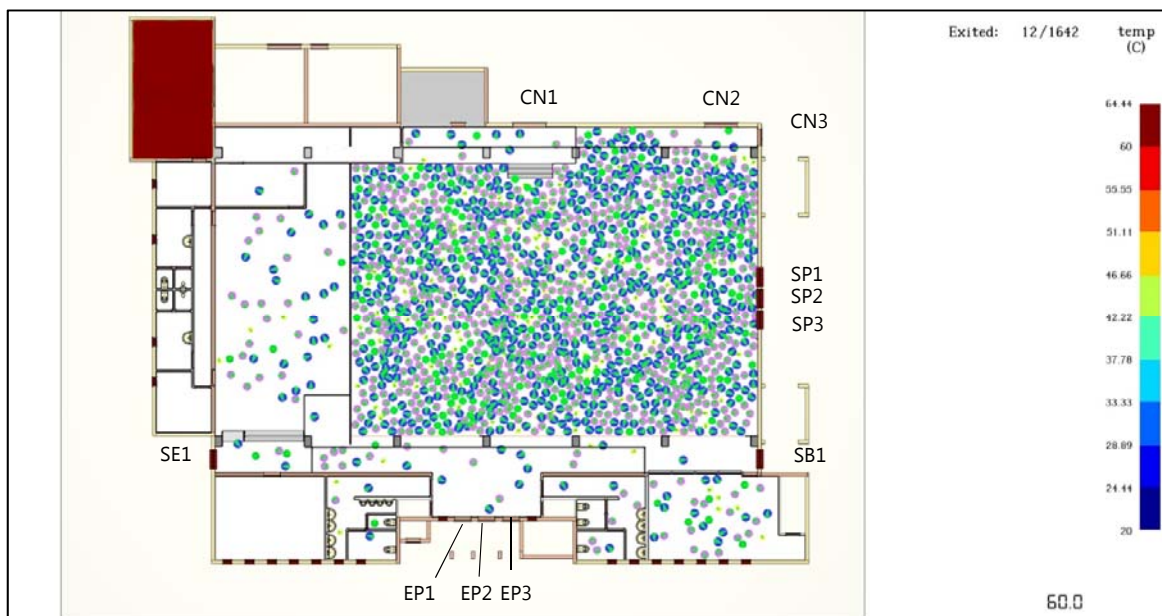 Exited: 12/1642 temp
(C)
CN1
CN2
CN3
64.44
60
55.55
51.11
46.66
42.22
37.78
33.33
28.89
24.44
20
SP1
SP2
SP3
SE1
SB1
EP1 EP2 EP3
60.0